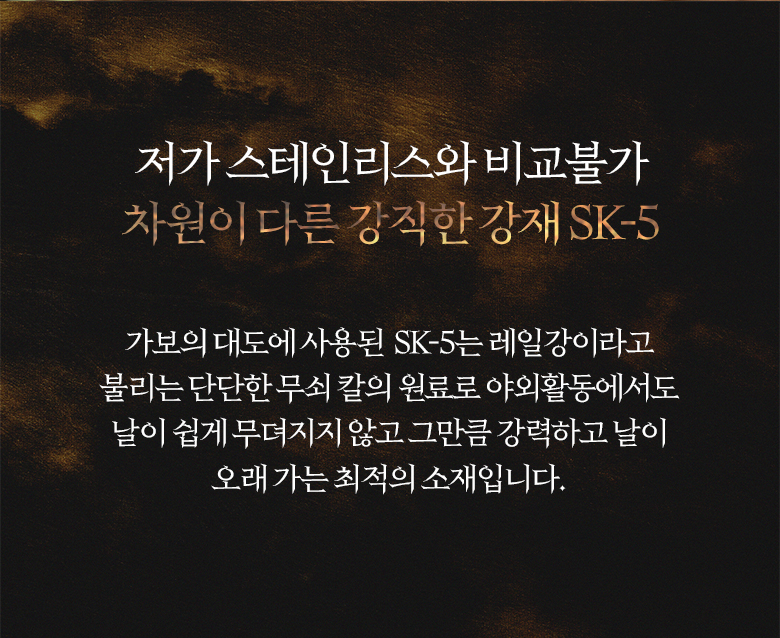 저가 스테인리스와 비교불가
차원이 다른 강직한 강재 SK-5
가보의 대도에 사용된 SK-5는 레일강이라고
불리는 단단한 무쇠 칼의 원료로 야외활동에서도
날이 쉽게 무뎌지지 않고 그만큼 강력하고 날이
오래 가는 최적의 소재입니다.